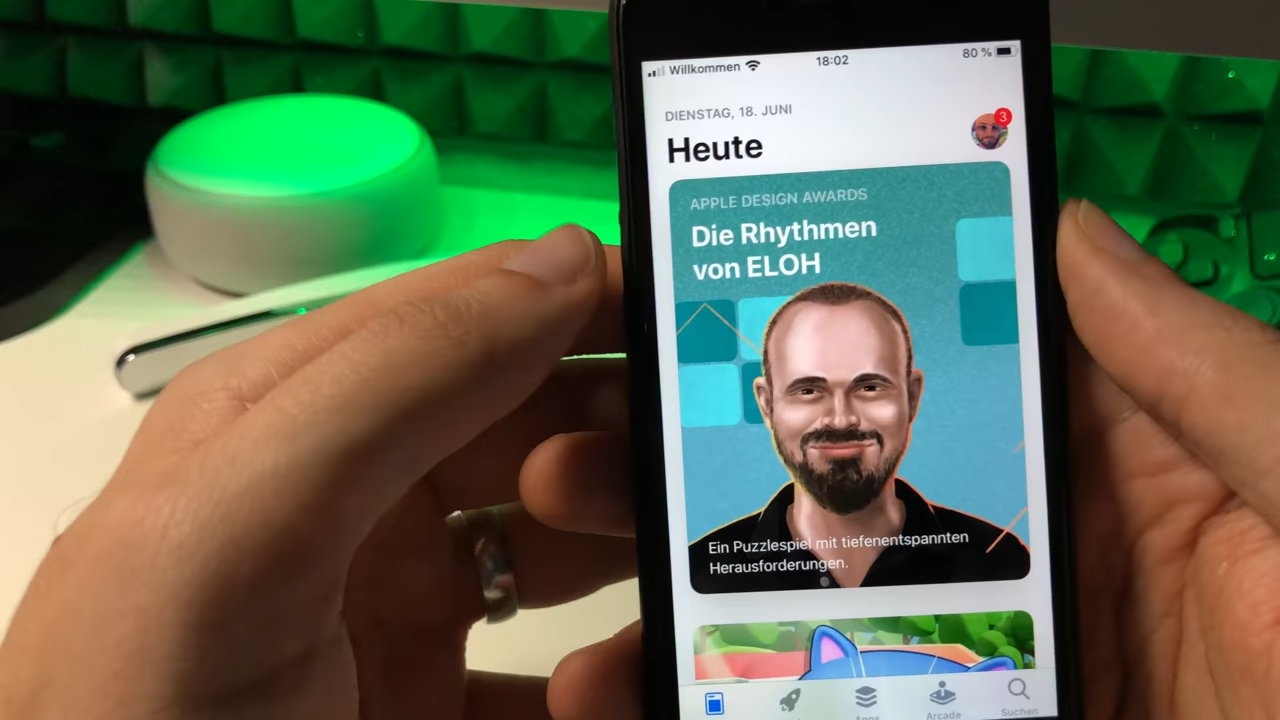 Willkommen
18:02
80 %
DIENSTAG, 18. JUNI
3
Heute
APPLE DESIGN AWARDS
Die Rhythmen
von ELOH
Ein Puzzlespiel mit tiefenentspannten
Herausforderungen.
Apps
Arcade
Suchen